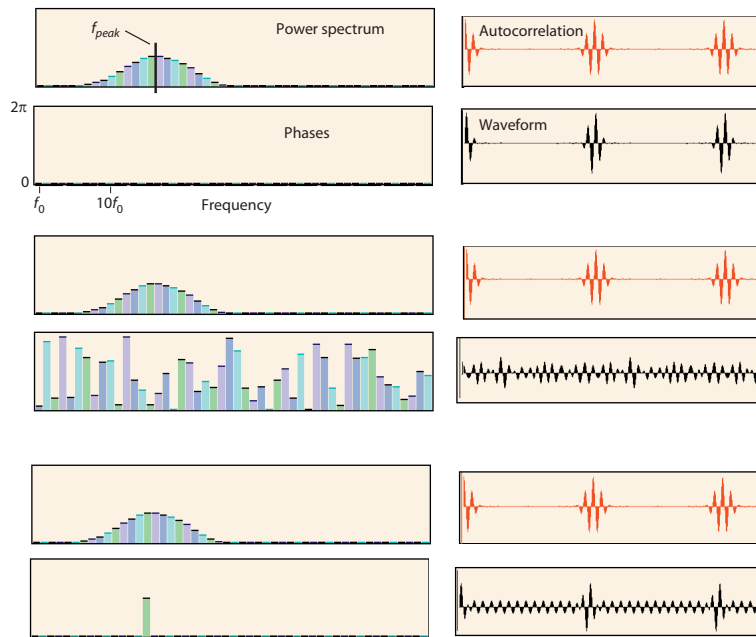 f_peak
Power spectrum
Autocorrelation
2π
Phases
Waveform
0
f_0
10f_0
Frequency